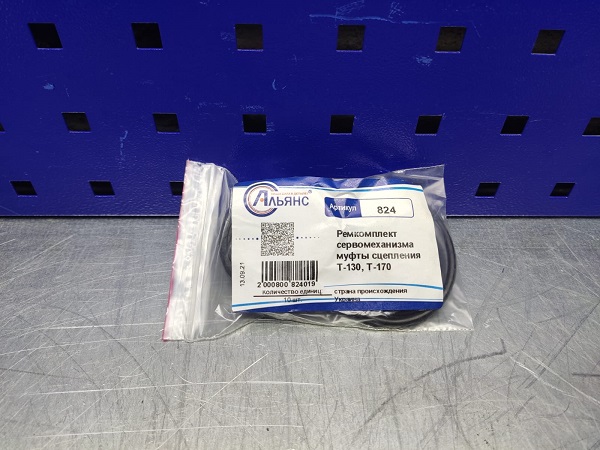 Альянс
Артикул 824
Ремкомплект
сервомеханизма
муфты сцепления
Т-130, Т-170
13.09.21
2 000800 824019
количество единиц:
10 шт.
страна происхождения
Украина